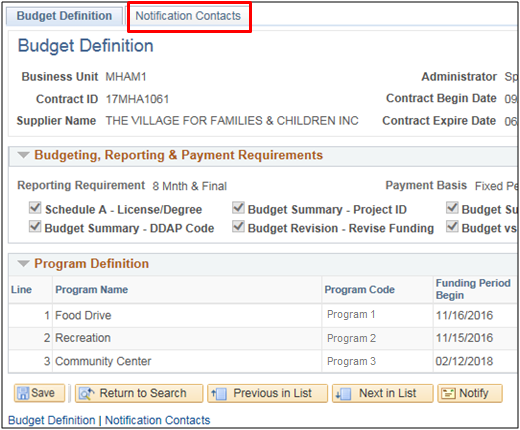 Budget Definition Notification Contacts
Budget Definition
Business Unit MHAM1 Administrator Sp
Contract ID 17MHA1061 Contract Begin Date 09
Supplier Name THE VILLAGE FOR FAMILIES & CHILDREN INC Contract Expire Date 06
Budgeting, Reporting & Payment Requirements
Reporting Requirement 8 Mnth & Final Payment Basis Fixed Pe
Schedule A - License/Degree Budget Summary - Project ID Budget Su
Budget Summary - DDAP Code Budget Revision - Revise Funding Budget vs
Program Definition
Line Program Name Program Code Funding Period Begin
1 Food Drive Program 1 11/16/2016
2 Recreation Program 2 11/15/2016
3 Community Center Program 3 02/12/2018
Save Return to Search Previous in List Next in List Notify
Budget Definition | Notification Contacts